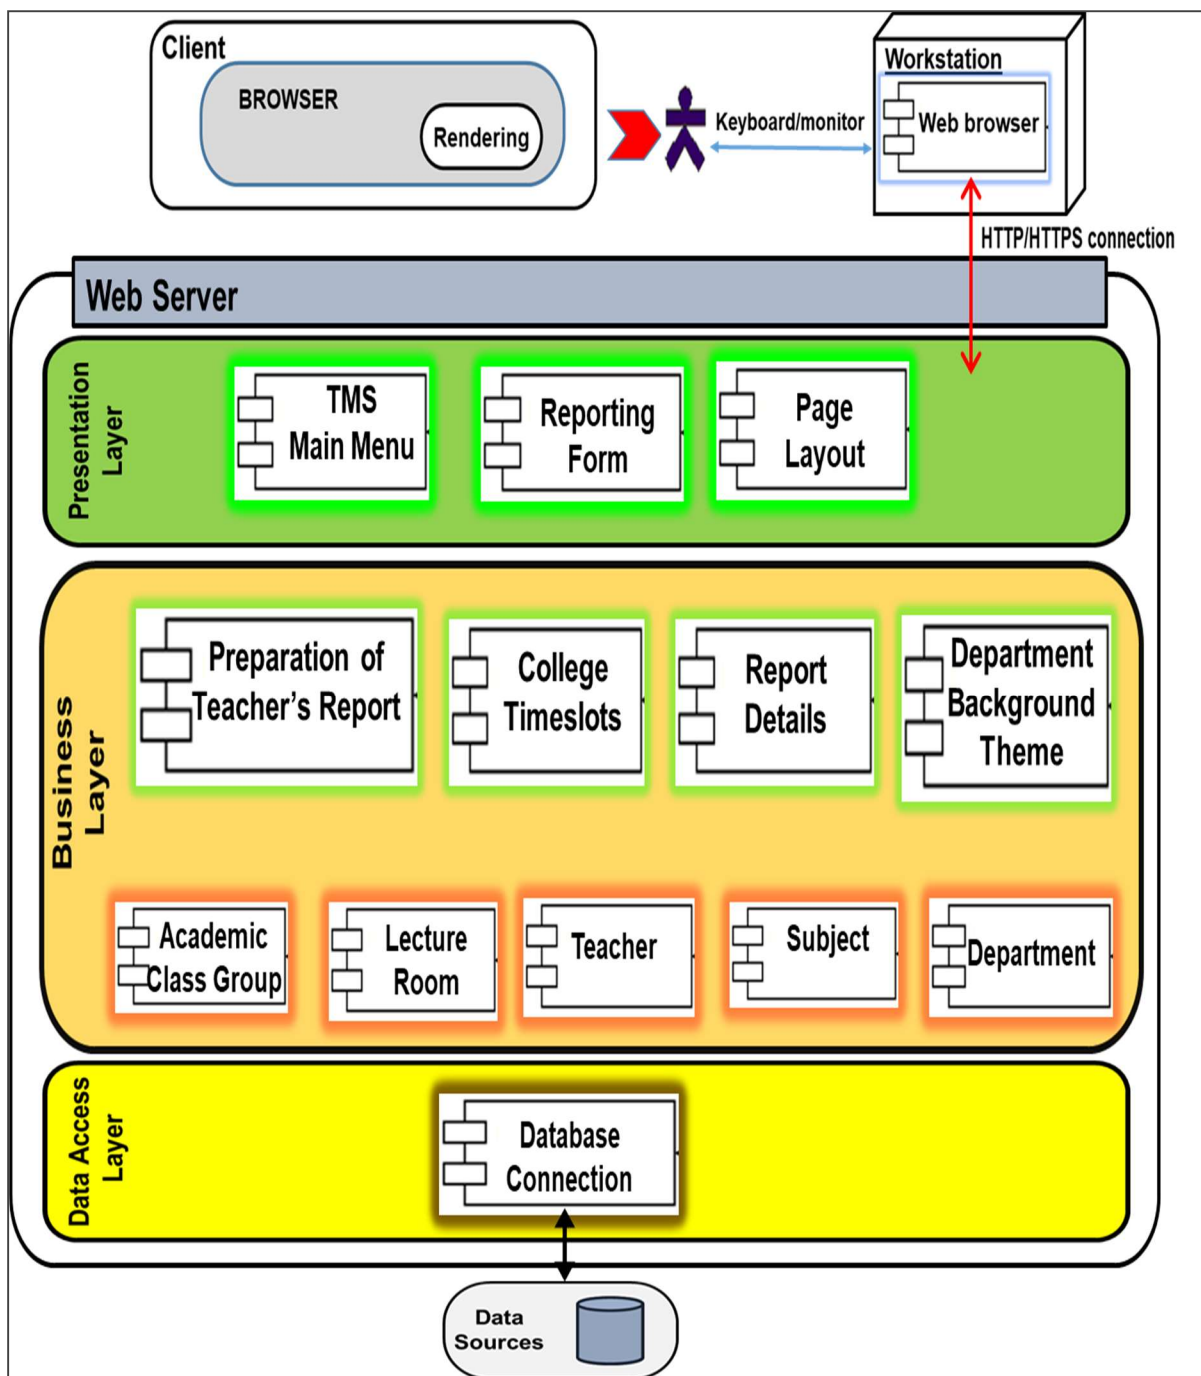 Client
BROWSER
Rendering
Keyboard/monitor
Workstation
Web browser
HTTP/HTTPS connection
Web Server
Presentation
Layer
TMS
Main Menu
Reporting
Form
Page
Layout
Business
Layer
Preparation of
Teacher’s Report
College
Timeslots
Report
Details
Department
Background
Theme
Academic
Class Group
Lecture
Room
Teacher
Subject
Department
Data Access
Layer
Database
Connection
Data
Sources